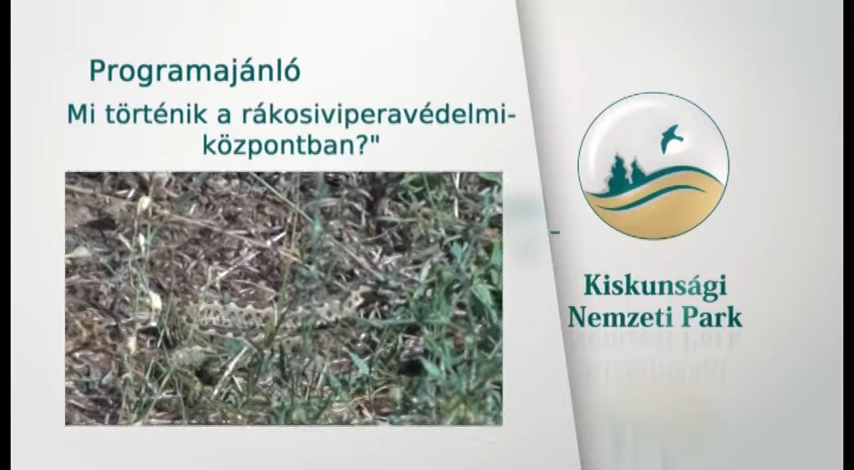 Programajánló
Mi történik a rákosiviperavédelmi-
központban?"
Kiskunsági
Nemzeti Park